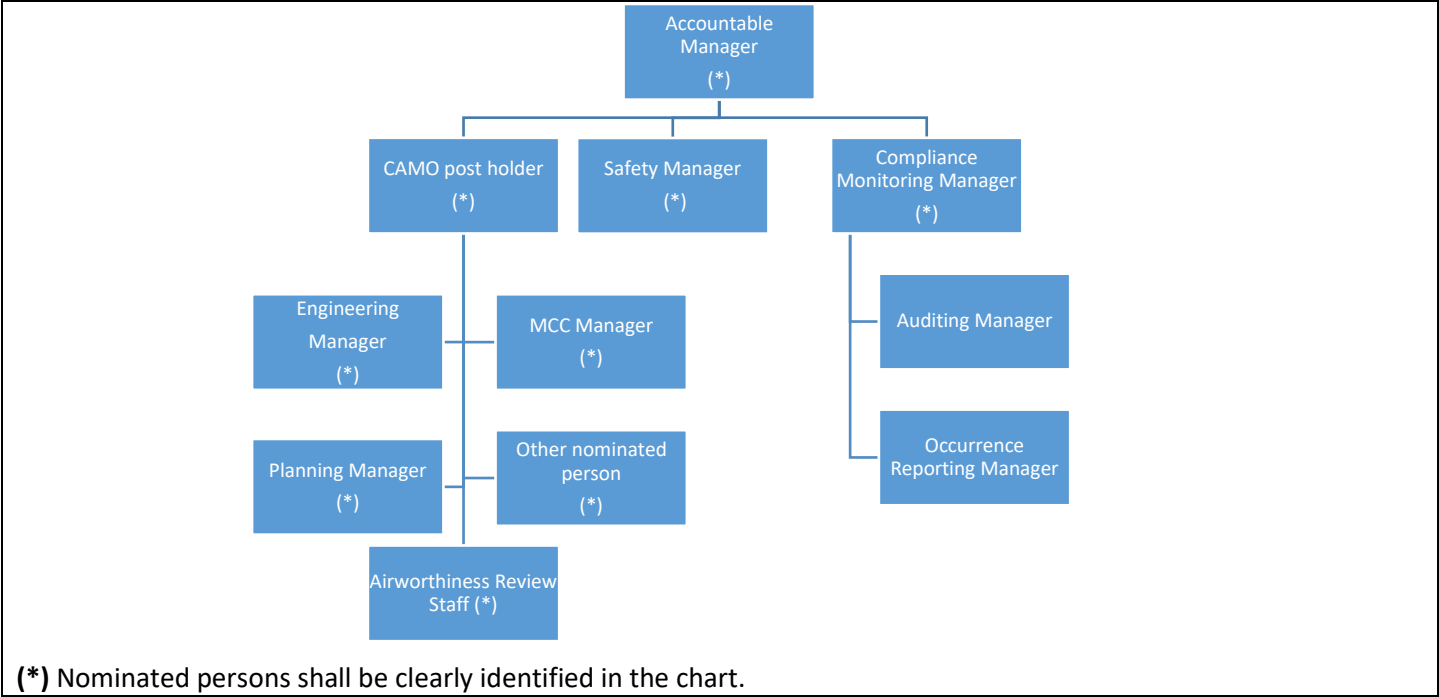 Accountable
Manager
(*)
CAMO post holder
(*)
Safety Manager
(*)
Compliance
Monitoring Manager
(*)
Engineering
Manager
(*)
MCC Manager
(*)
Auditing Manager
Planning Manager
(*)
Other nominated
person
(*)
Occurrence
Reporting Manager
Airworthiness Review
Staff (*)
(*) Nominated persons shall be clearly identified in the chart.